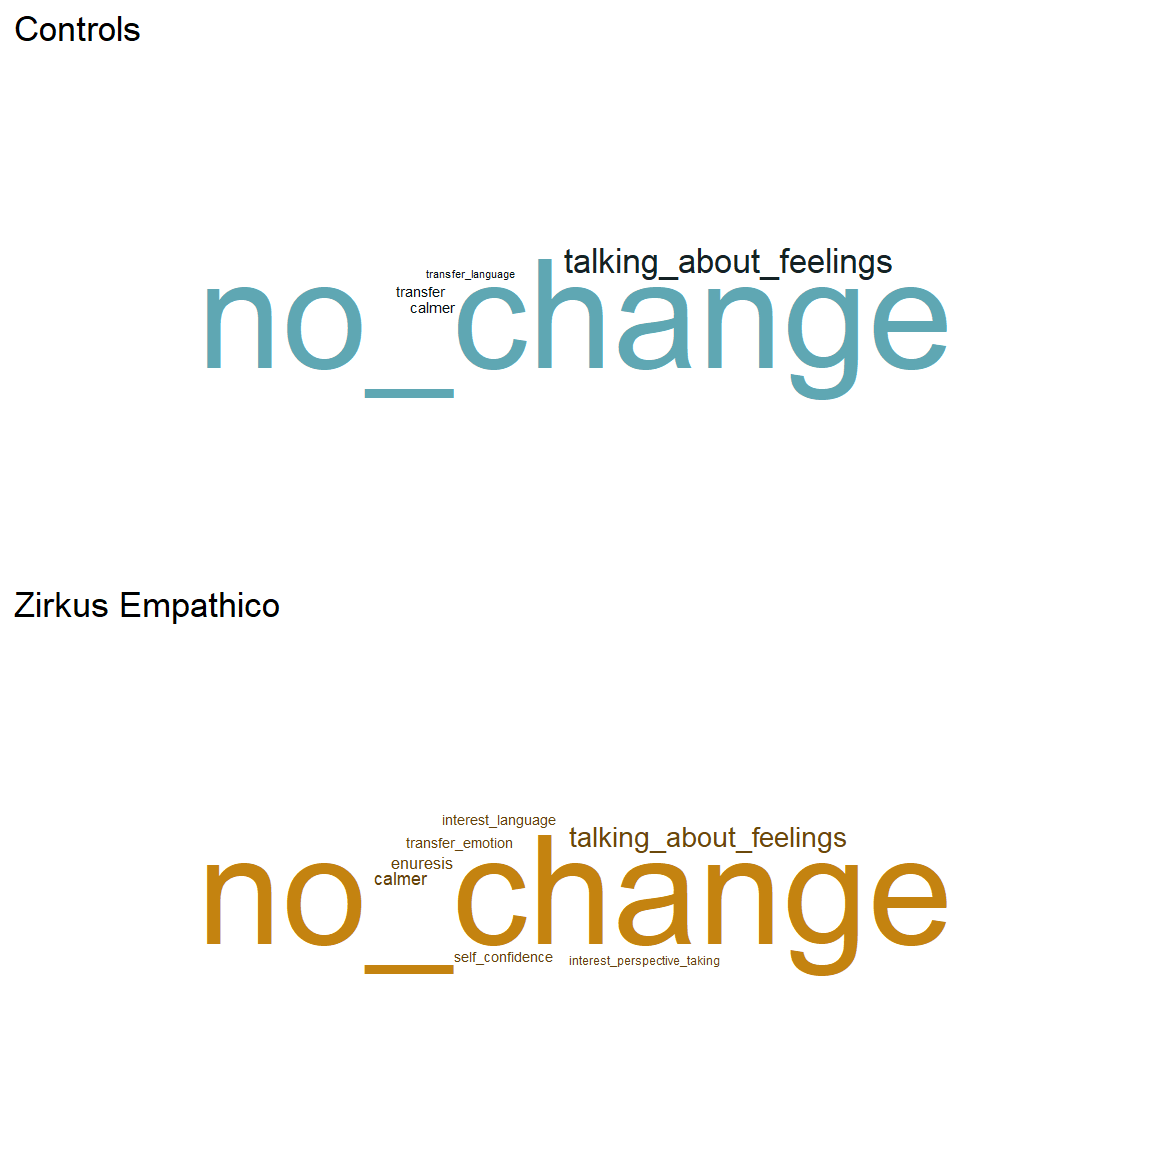 Controls
talking_about_feelings
transfer_language
transfer
calmer
no_change
Zirkus Empathico
interest_language
talking_about_feelings
transfer_emotion
enuresis
calmer
no_change
self_confidence
interest_perspective_taking